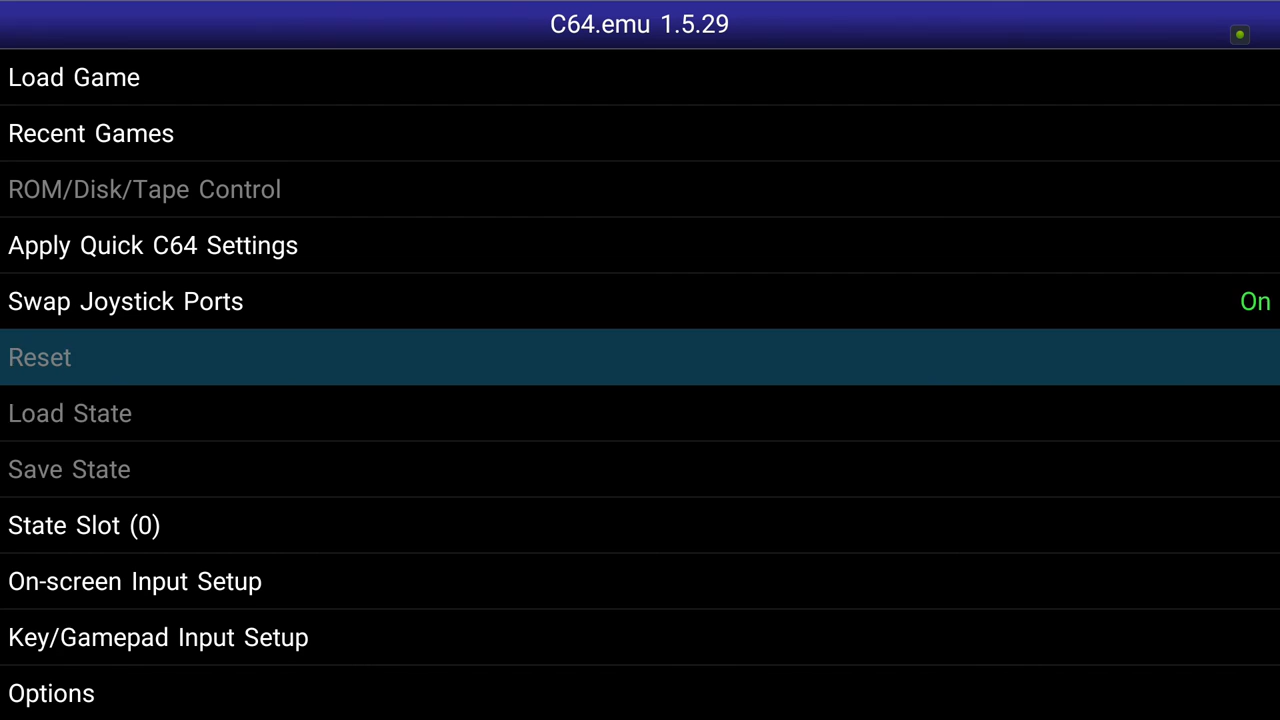 C64.emu 1.5.29
Load Game
Recent Games
ROM/Disk/Tape Control
Apply Quick C64 Settings
Swap Joystick Ports On
Reset
Load State
Save State
State Slot (0)
On-screen Input Setup
Key/Gamepad Input Setup
Options